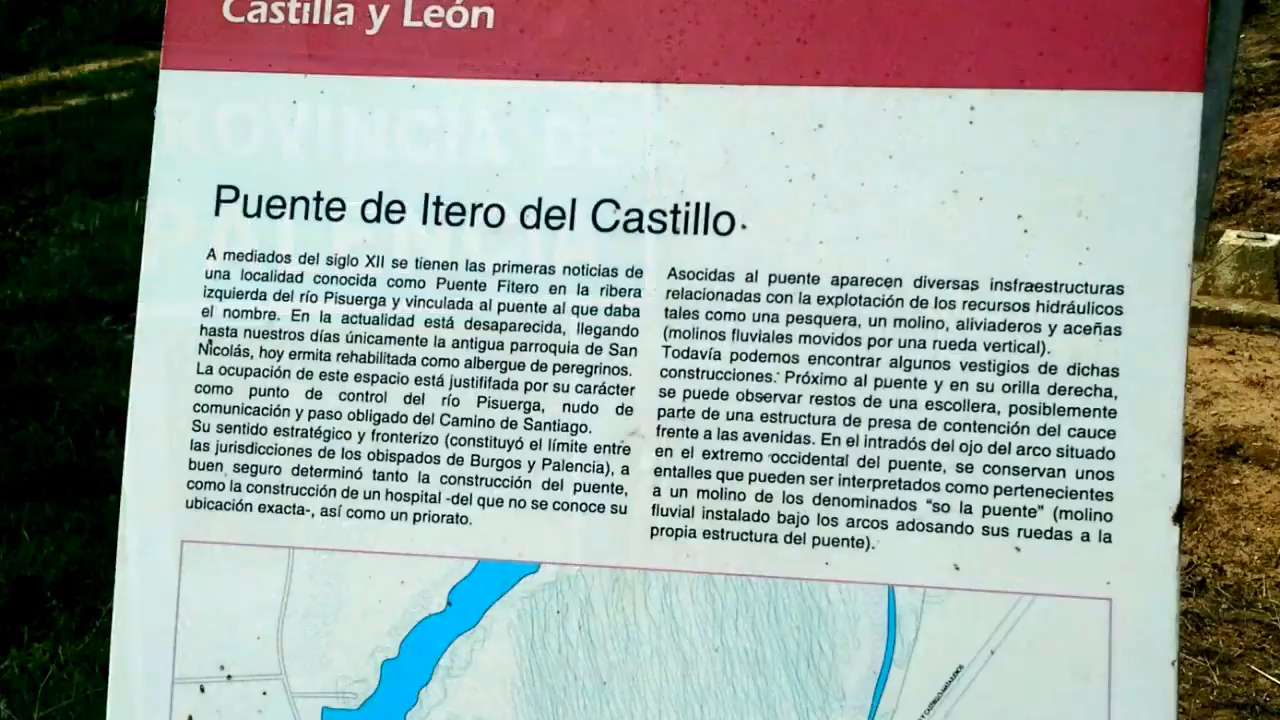 Castilla y León
ROVINCIA DE
PALENCIA
Puente de Itero del Castillo
A mediados del siglo XII se tienen las primeras noticias de
una localidad conocida como Puente Fitero en la ribera
izquierda del río Pisuerga y vinculada al puente al que daba
el nombre. En la actualidad está desaparecida, llegando
hasta nuestros días únicamente la antigua parroquia de San
Nicolás, hoy ermita rehabilitada como albergue de peregrinos.
La ocupación de este espacio está justififada por su carácter
como punto de control del río Pisuerga, nudo de
comunicación y paso obligado del Camino de Santiago.
Su sentido estratégico y fronterizo (constituyó el límite entre
las jurisdicciones de los obispados de Burgos y Palencia), a
buen seguro determinó tanto la construcción del puente,
como la construcción de un hospital -del que no se conoce su
ubicación exacta-, así como un priorato.
Asocidas al puente aparecen diversas insfraestructuras
relacionadas con la explotación de los recursos hidráulicos
tales como una pesquera, un molino, aliviaderos y aceñas
(molinos fluviales movidos por una rueda vertical).
Todavía podemos encontrar algunos vestigios de dichas
construcciones. Próximo al puente y en su orilla derecha,
se puede observar restos de una escollera, posiblemente
parte de una estructura de presa de contención del cauce
frente a las avenidas. En el intradós del ojo del arco situado
en el extremo occidental del puente, se conservan unos
entalles que pueden ser interpretados como pertenecientes
a un molino de los denominados "so la puente" (molino
fluvial instalado bajo los arcos adosando sus ruedas a la
propia estructura del puente).